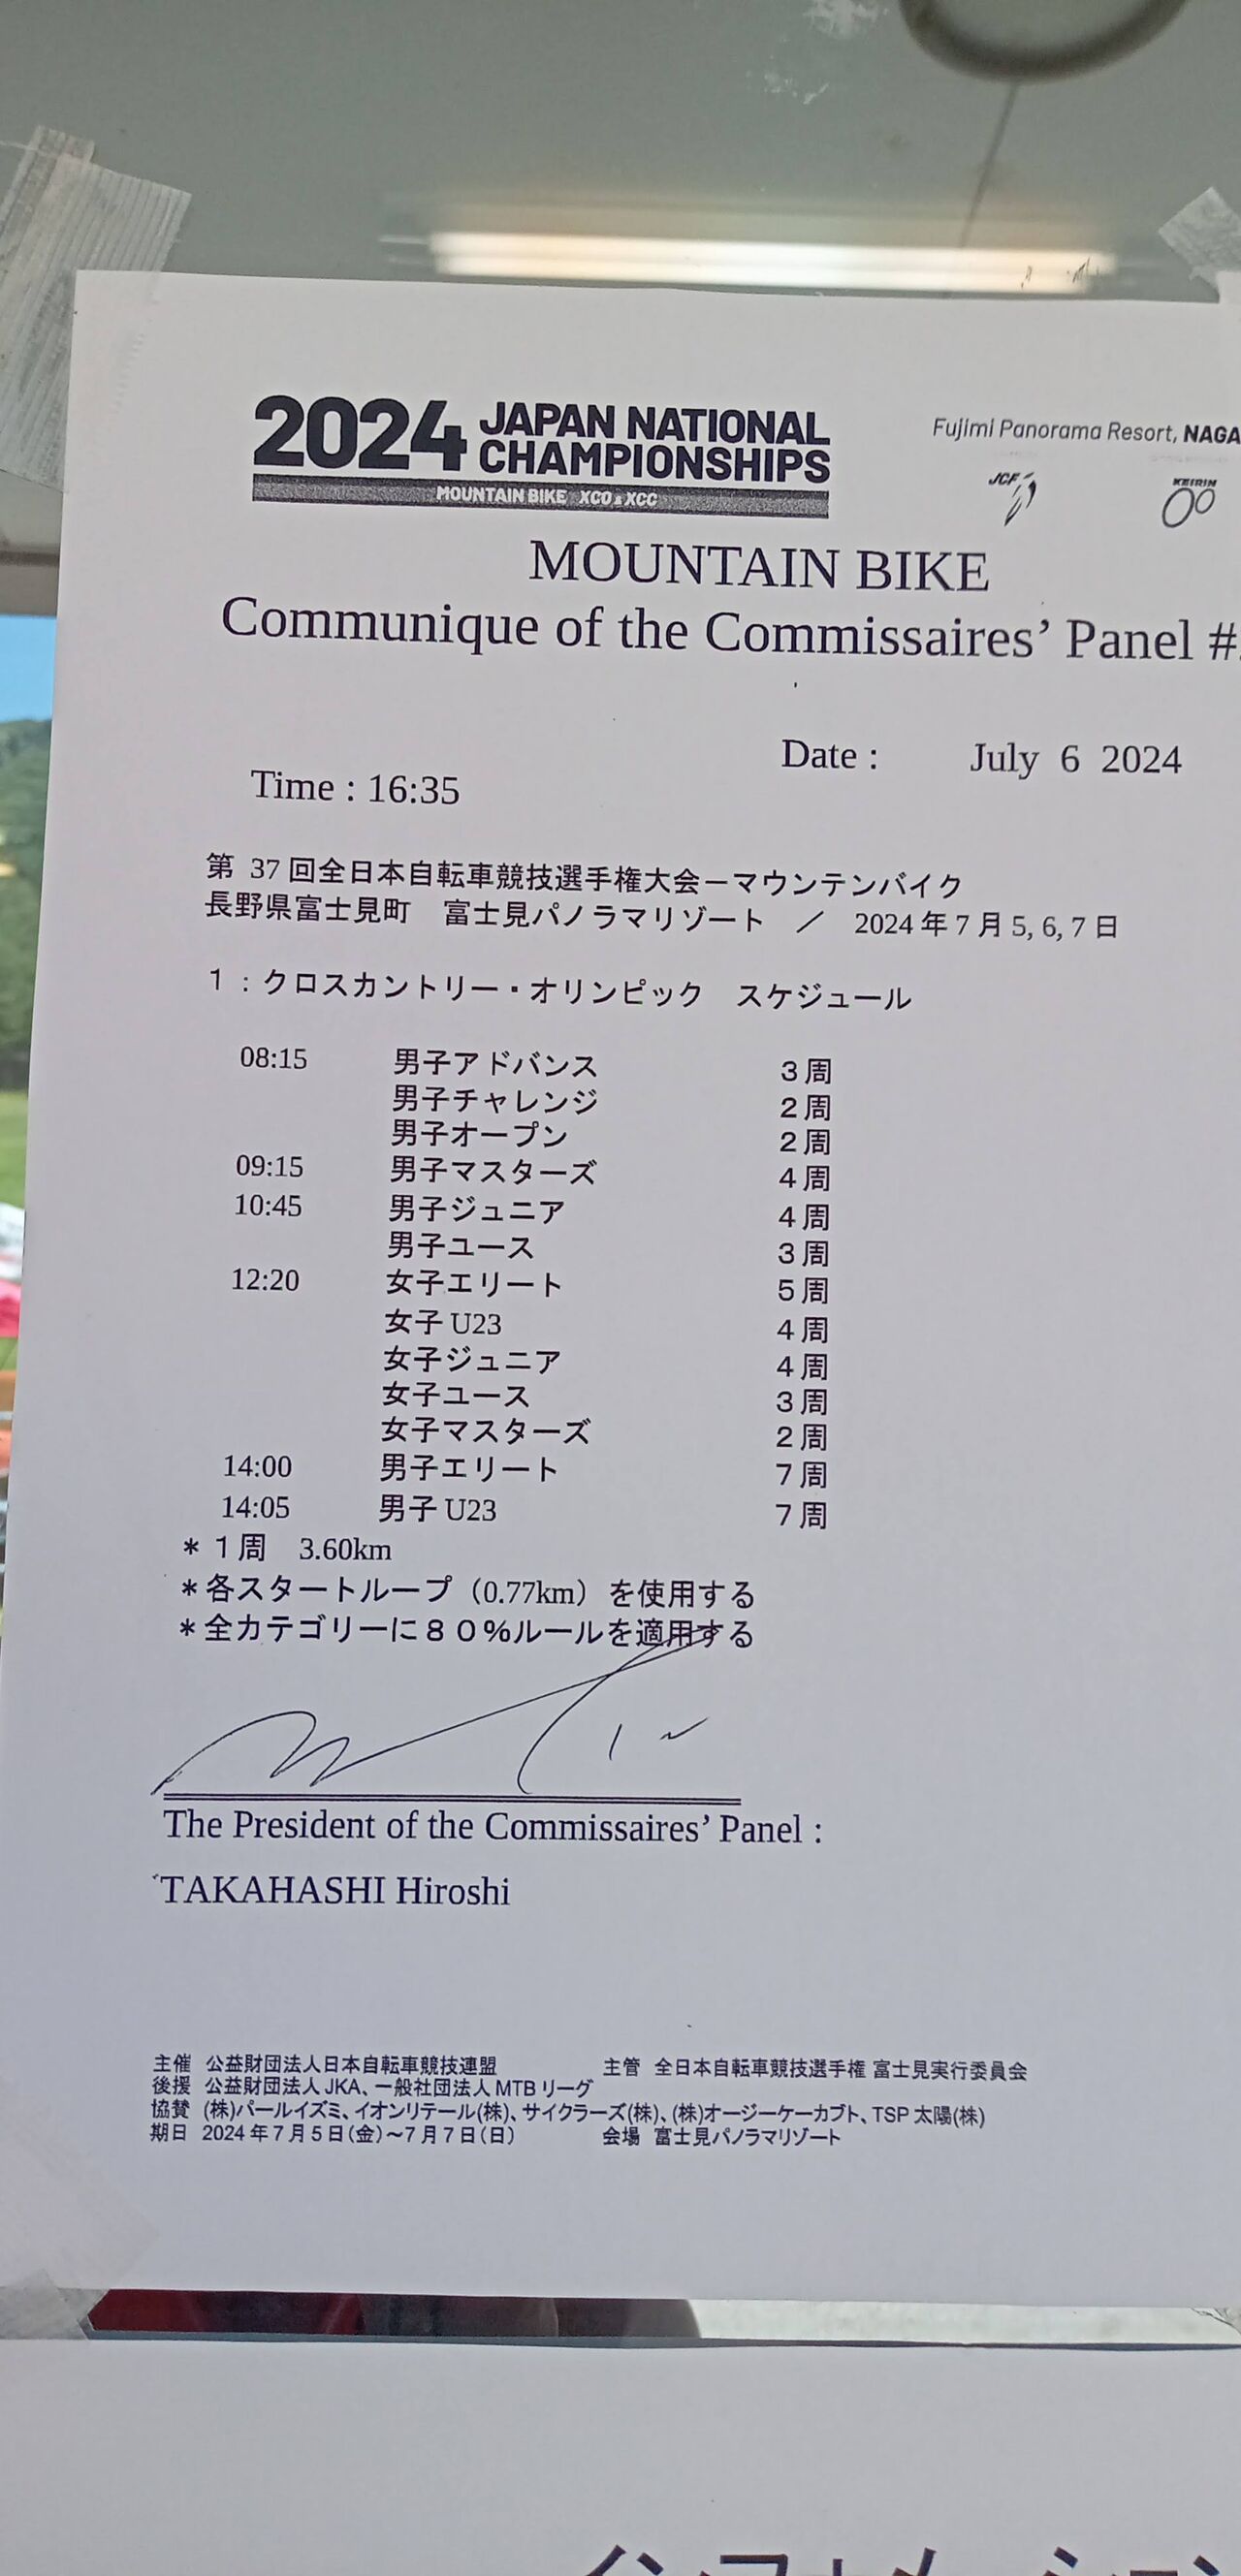 2024 JAPAN NATIONAL CHAMPIONSHIPS
MOUNTAIN BIKE XCO & XCC
Fujimi Panorama Resort,
JCF
KEIRIN
MOUNTAIN BIKE
Communique of the Commissaires’ Panel #
Date : July 6 2024
Time : 16:35
第 37 回全日本自転車競技選手権大会－マウンテンバイク
長野県富士見町　富士見パノラマリゾート　／　2024 年 7 月 5, 6, 7 日
１：クロスカントリー・オリンピック　スケジュール
08:15 男子アドバンス ３周
男子チャレンジ ２周
男子オープン ２周
09:15 男子マスターズ ４周
10:45 男子ジュニア ４周
男子ユース ３周
12:20 女子エリート ５周
女子 U23 ４周
女子ジュニア ４周
女子ユース ３周
女子マスターズ ２周
14:00 男子エリート ７周
14:05 男子 U23 ７周
＊１周　3.60km
＊各スタートループ（0.77km）を使用する
＊全カテゴリーに８０％ルールを適用する
The President of the Commissaires’ Panel :
TAKAHASHI Hiroshi
主催 公益財団法人日本自転車競技連盟 主管 全日本自転車競技選手権 富士見実行委員会
後援 公益財団法人 JKA、一般社団法人 MTB リーグ
協賛 (株)パールイズミ、イオンリテール(株)、サイクラーズ(株)、(株)オージーケーカブト、TSP 太陽(株)
期日 2024 年 7 月 5 日(金)～7 月 7 日(日) 会場 富士見パノラマリゾート
インフォメーション